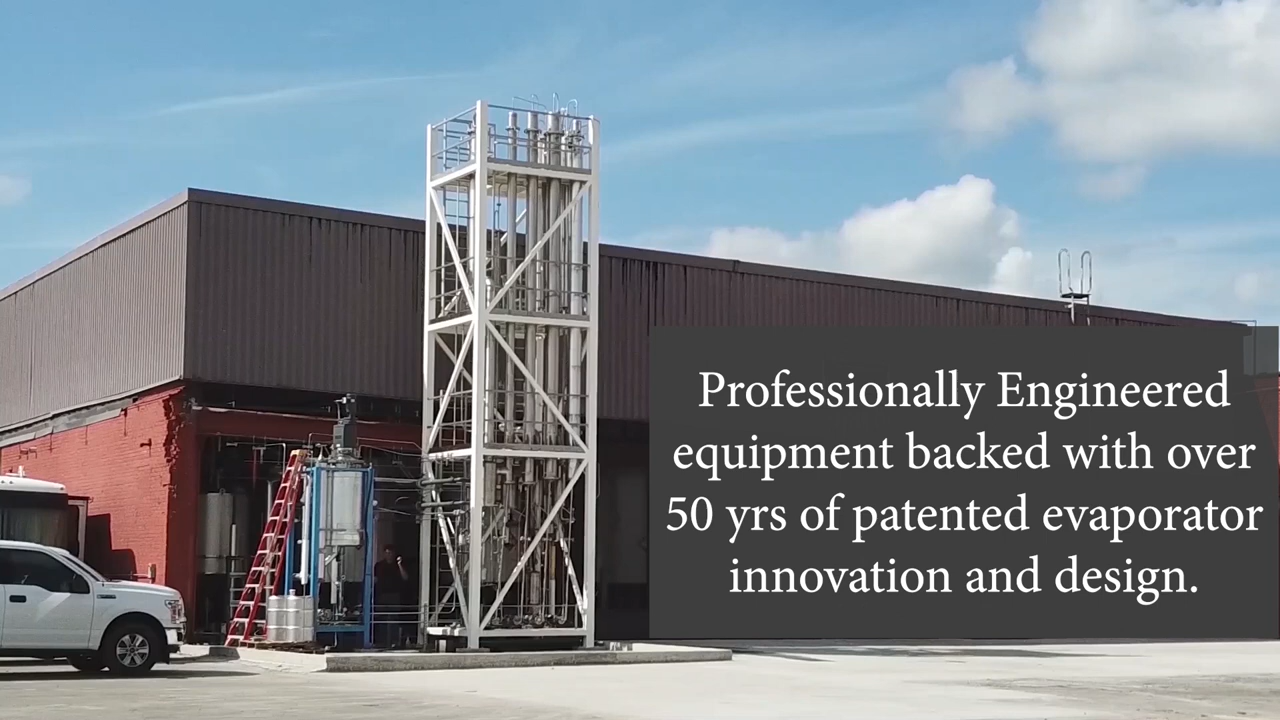 Professionally Engineered
equipment backed with over
50 yrs of patented evaporator
innovation and design.